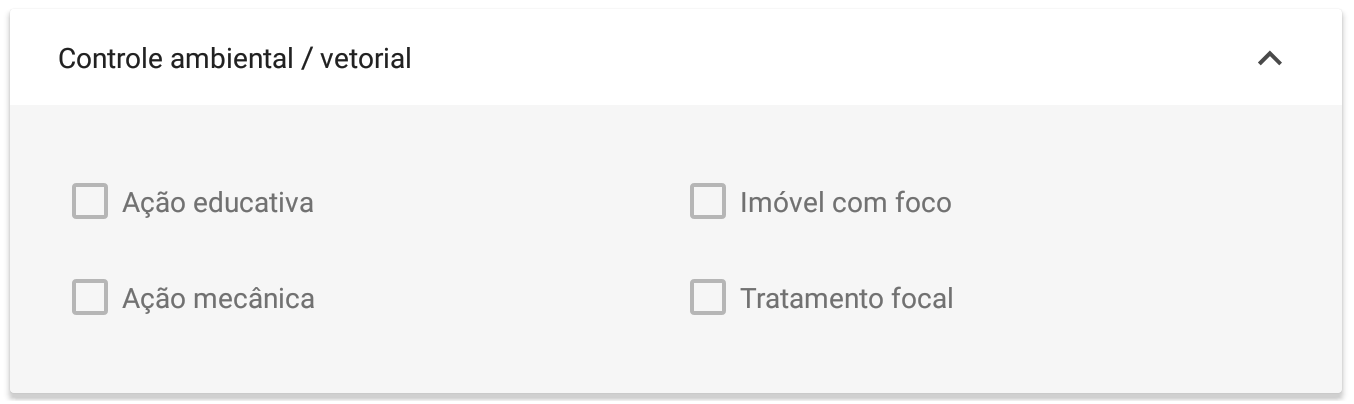 Controle ambiental / vetorial
Ação educativa
Imóvel com foco
Ação mecânica
Tratamento focal